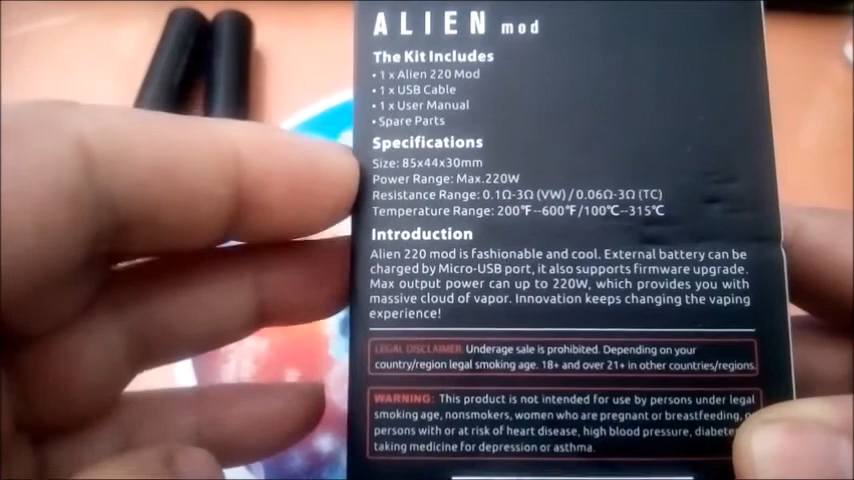 ALIEN mod
The Kit Includes
• 1 x Alien 220 Mod
• 1 x USB Cable
• 1 x User Manual
• Spare Parts
Specifications
Size: 85x44x30mm
Power Range: Max.220W
Resistance Range: 0.1Ω-3Ω (VW) / 0.06Ω-3Ω (TC)
Temperature Range: 200℉--600℉/100℃--315℃
Introduction
Alien 220 mod is fashionable and cool. External battery can be
charged by Micro-USB port, it also supports firmware upgrade.
Max output power can up to 220W, which provides you with
massive cloud of vapor. Innovation keeps changing the vaping
experience!
LEGAL DISCLAIMER: Underage sale is prohibited. Depending on your
country/region legal smoking age. 18+ and over 21+ in other countries/regions.
WARNING: This product is not intended for use by persons under legal
smoking age, nonsmokers, women who are pregnant or breastfeeding, or
persons with or at risk of heart disease, high blood pressure,
taking medicine for depression or asthma.